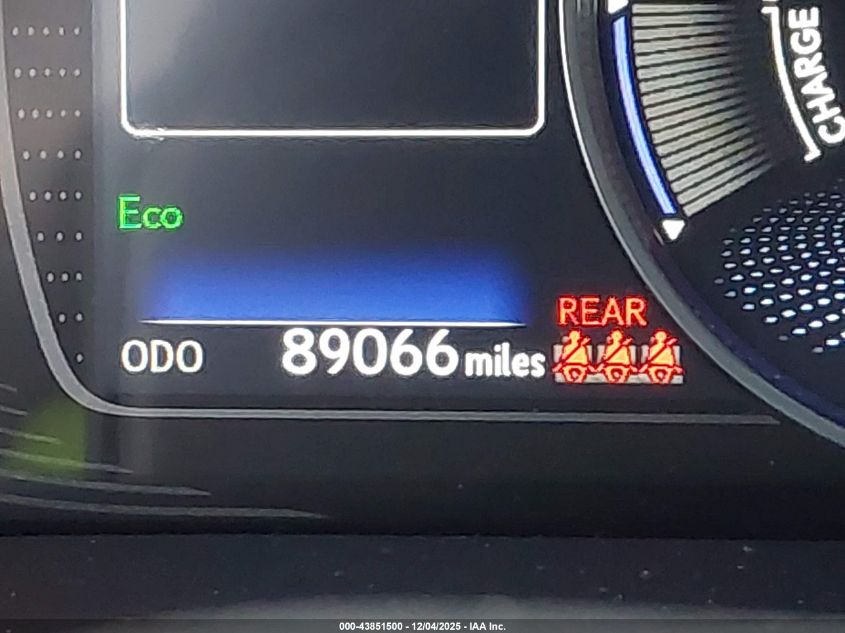 CHARGE
Eco
REAR
ODO 89066 miles
000-43851500 - 12/04/2025 - IAA Inc.